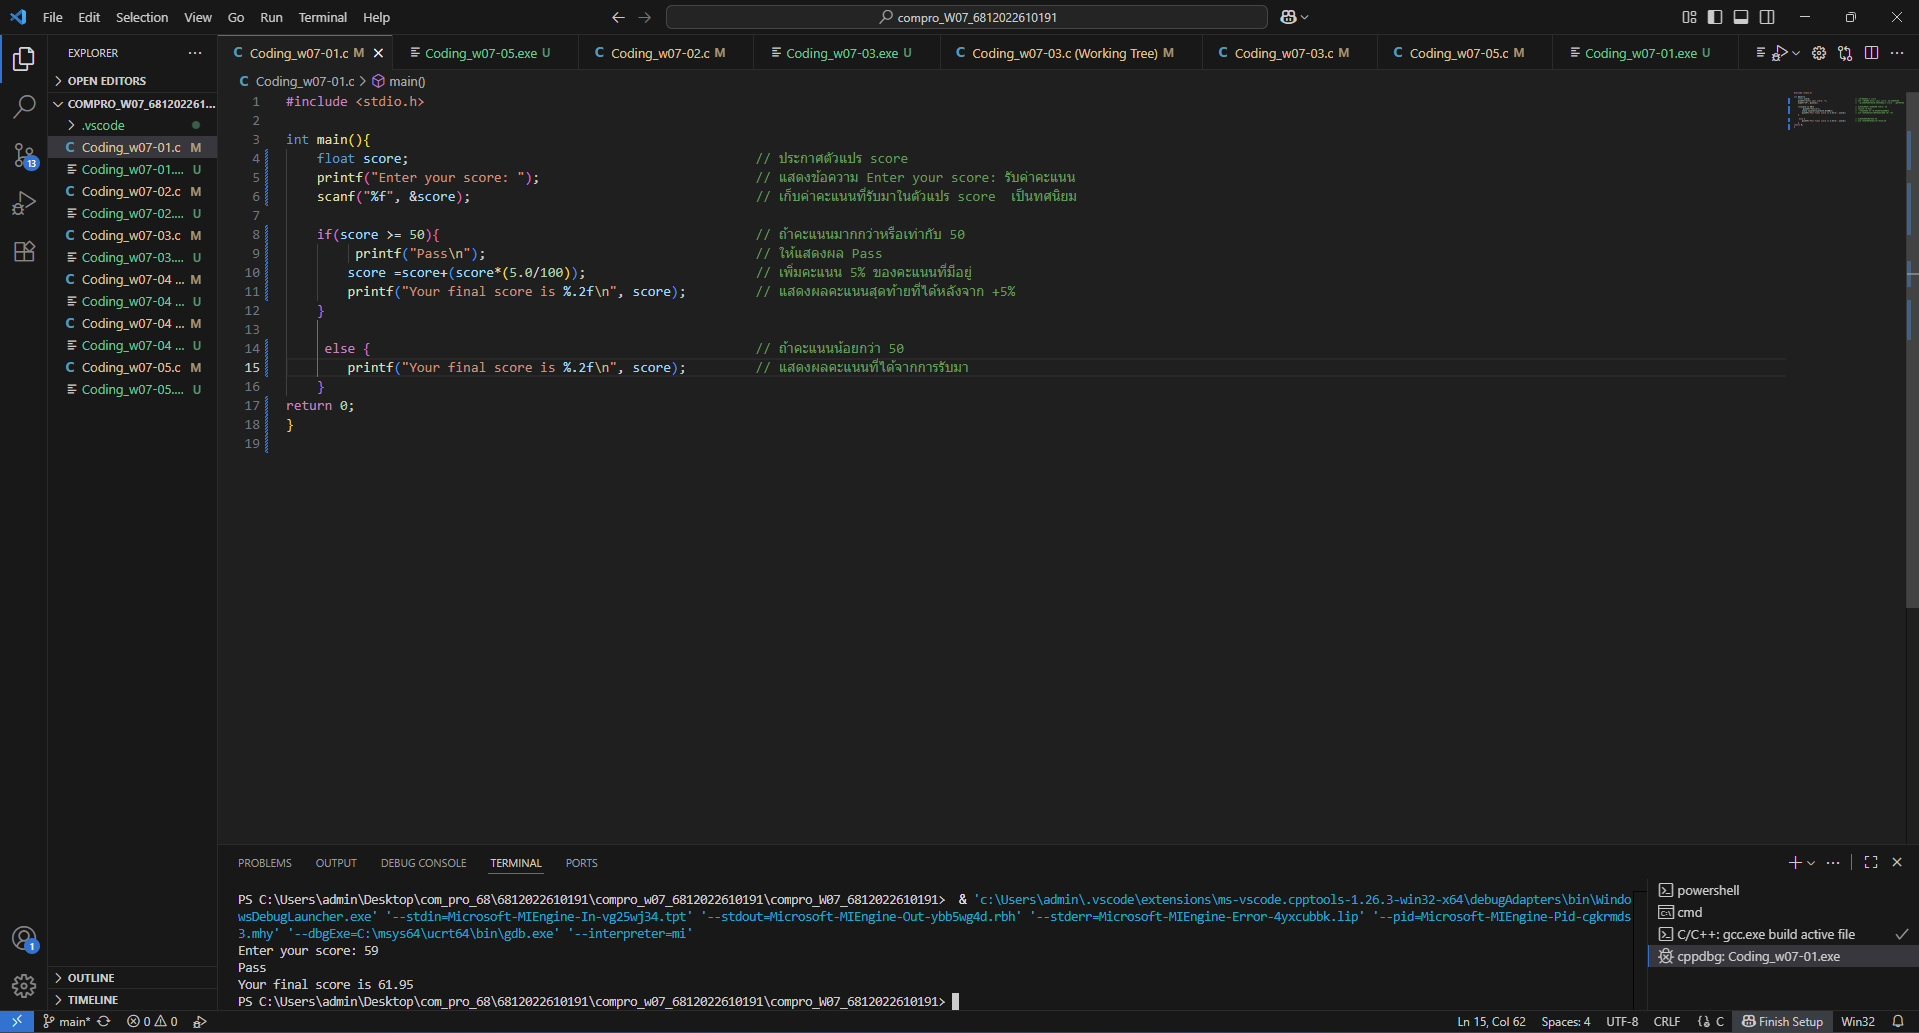 File Edit Selection View Go Run Terminal Help
compro_W07_6812022610191
EXPLORER
OPEN EDITORS
COMPRO_W07_681202261...
.vscode
C Coding_w07-01.c M
Coding_w07-01.... U
C Coding_w07-02.c M
Coding_w07-02.... U
C Coding_w07-03.c M
Coding_w07-03.... U
C Coding_w07-04 ... M
Coding_w07-04 ... U
C Coding_w07-04 ... M
Coding_w07-04 ... U
C Coding_w07-05.c M
Coding_w07-05.... U
13
1
OUTLINE
TIMELINE
C Coding_w07-01.c M Coding_w07-05.exe U C Coding_w07-02.c M Coding_w07-03.exe U C Coding_w07-03.c (Working Tree) M C Coding_w07-03.c M C Coding_w07-05.c M Coding_w07-01.exe U
C Coding_w07-01.c > main()
1 #include <stdio.h>
2
3 int main(){
4 float score; // ประกาศตัวแปร score
5 printf("Enter your score: "); // แสดงข้อความ Enter your score: รับค่าคะแนน
6 scanf("%f", &score); // เก็บค่าคะแนนที่รับมาในตัวแปร score  เป็นทศนิยม
7
8 if(score >= 50){ // ถ้าคะแนนมากกว่าหรือเท่ากับ 50
9 printf("Pass\n"); // ให้แสดงผล Pass
10 score =score+(score*(5.0/100)); // เพิ่มคะแนน 5% ของคะแนนที่มีอยู่
11 printf("Your final score is %.2f\n", score); // แสดงผลคะแนนสุดท้ายที่ได้หลังจาก +5%
12 }
13
14 else { // ถ้าคะแนนน้อยกว่า 50
15 printf("Your final score is %.2f\n", score); // แสดงผลคะแนนที่ได้จากการรับมา
16 }
17 return 0;
18 }
19
PROBLEMS OUTPUT DEBUG CONSOLE TERMINAL PORTS
PS C:\Users\admin\Desktop\com_pro_68\6812022610191\compro_w07_6812022610191\compro_W07_6812022610191>  & 'c:\Users\admin\.vscode\extensions\ms-vscode.cpptools-1.26.3-win32-x64\debugAdapters\bin\Windo
wsDebugLauncher.exe' '--stdin=Microsoft-MIEngine-In-vg25wj34.tpt' '--stdout=Microsoft-MIEngine-Out-ybb5wg4d.rbh' '--stderr=Microsoft-MIEngine-Error-4yxcubbk.lip' '--pid=Microsoft-MIEngine-Pid-cgkrmds
3.mhy' '--dbgExe=C:\msys64\ucrt64\bin\gdb.exe' '--interpreter=mi'
Enter your score: 59
Pass
Your final score is 61.95
PS C:\Users\admin\Desktop\com_pro_68\6812022610191\compro_w07_6812022610191\compro_W07_6812022610191>
powershell
cmd
C/C++: gcc.exe build active file
cppdbg: Coding_w07-01.exe
main* 0 0 Ln 15, Col 62 Spaces: 4 UTF-8 CRLF {} C Finish Setup Win32